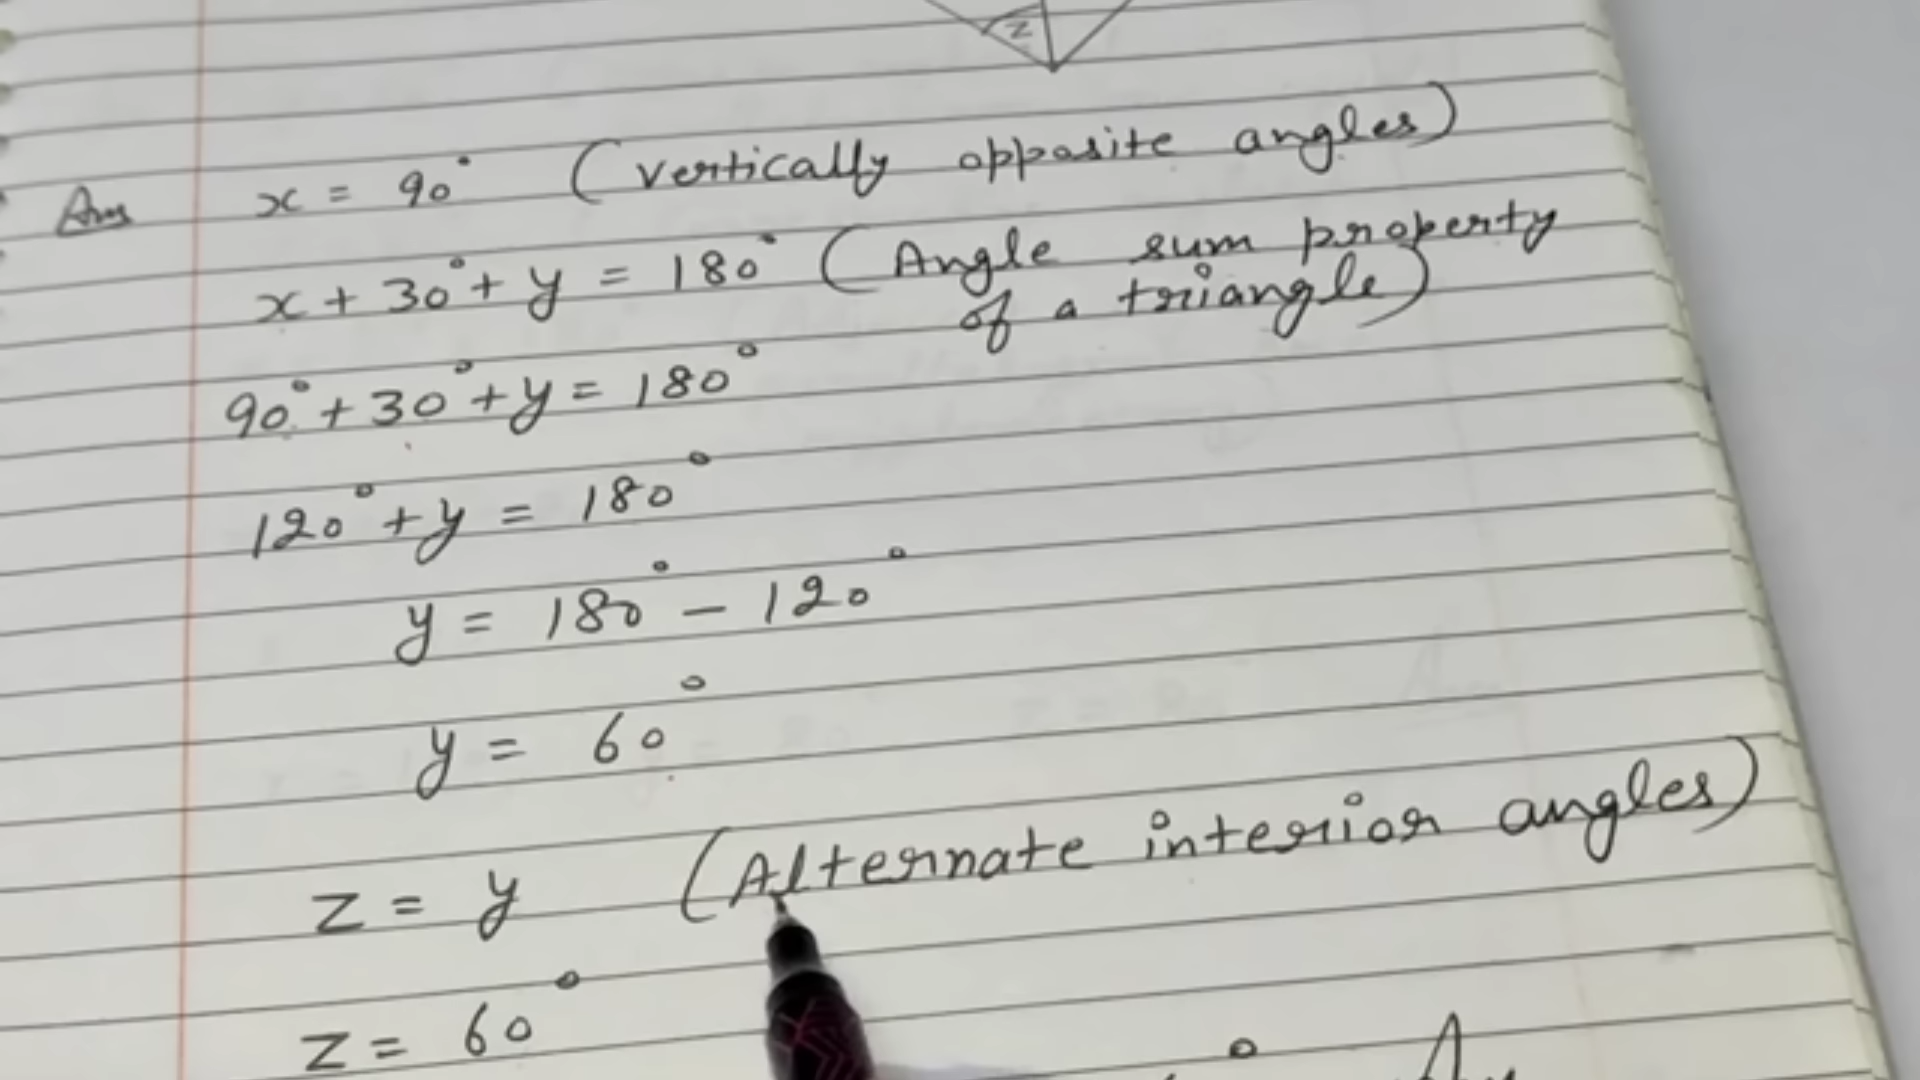 z
Ans x = 90° (vertically opposite angles)
x + 30° + y = 180° (Angle sum property
of a triangle)
90° + 30° + y = 180°
120° + y = 180°
y = 180° - 120°
y = 60°
z = y (Alternate interior angles)
z = 60°